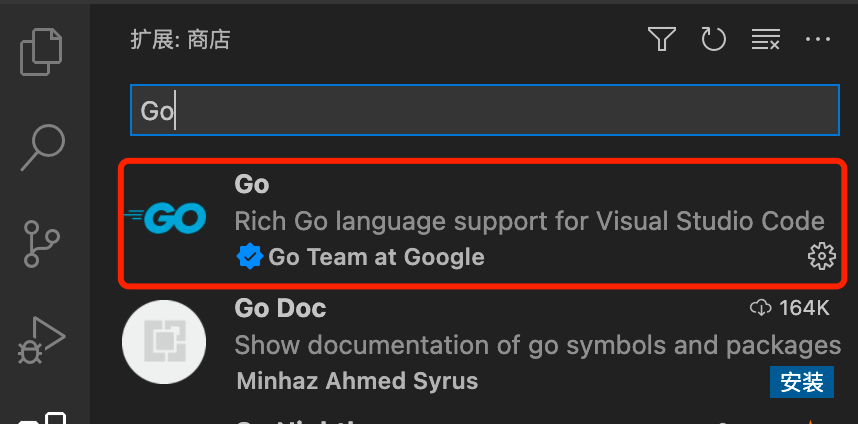 扩展: 商店
Go
Go
GO
Rich Go language support for Visual Studio Code
Go Team at Google
Go Doc
164K
Show documentation of go symbols and packages
Minhaz Ahmed Syrus
安装